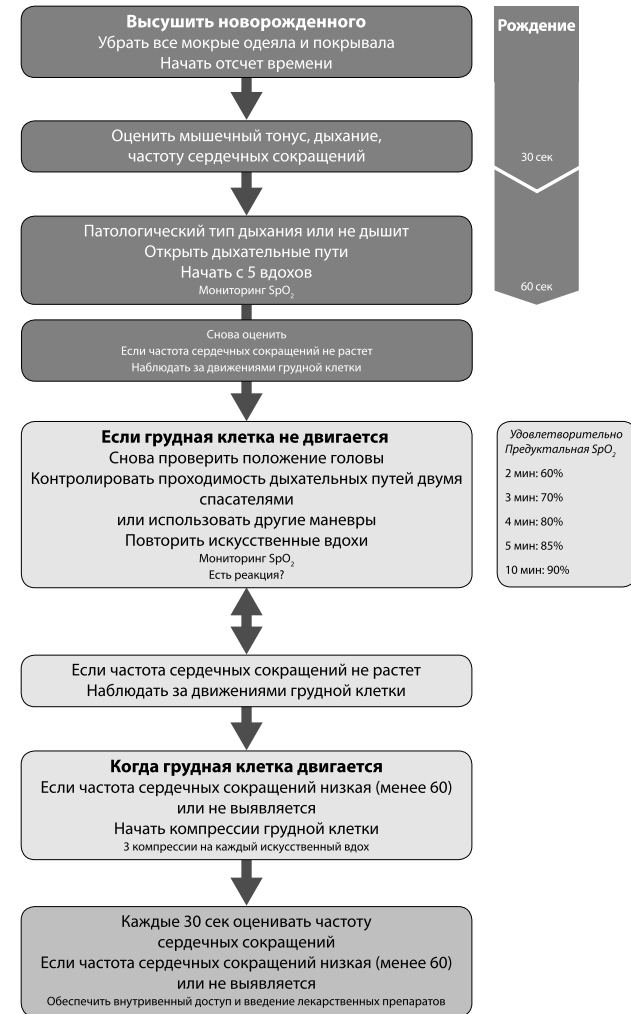 Высушить новорожденного
Убрать все мокрые одеяла и покрывала
Начать отсчет времени
Рождение
Оценить мышечный тонус, дыхание,
частоту сердечных сокращений
30 сек
Патологический тип дыхания или не дышит
Открыть дыхательные пути
Начать с 5 вдохов
Мониторинг SpO₂
60 сек
Снова оценить
Если частота сердечных сокращений не растет
Наблюдать за движениями грудной клетки
Если грудная клетка не двигается
Снова проверить положение головы
Контролировать проходимость дыхательных путей двумя
спасателями
или использовать другие маневры
Повторить искусственные вдохи
Мониторинг SpO₂
Есть реакция?
Удовлетворительно
Предуктальная SpO₂
2 мин: 60%
3 мин: 70%
4 мин: 80%
5 мин: 85%
10 мин: 90%
Если частота сердечных сокращений не растет
Наблюдать за движениями грудной клетки
Когда грудная клетка двигается
Если частота сердечных сокращений низкая (менее 60)
или не выявляется
Начать компрессии грудной клетки
3 компрессии на каждый искусственный вдох
Каждые 30 сек оценивать частоту
сердечных сокращений
Если частота сердечных сокращений низкая (менее 60)
или не выявляется
Обеспечить внутривенный доступ и введение лекарственных препаратов